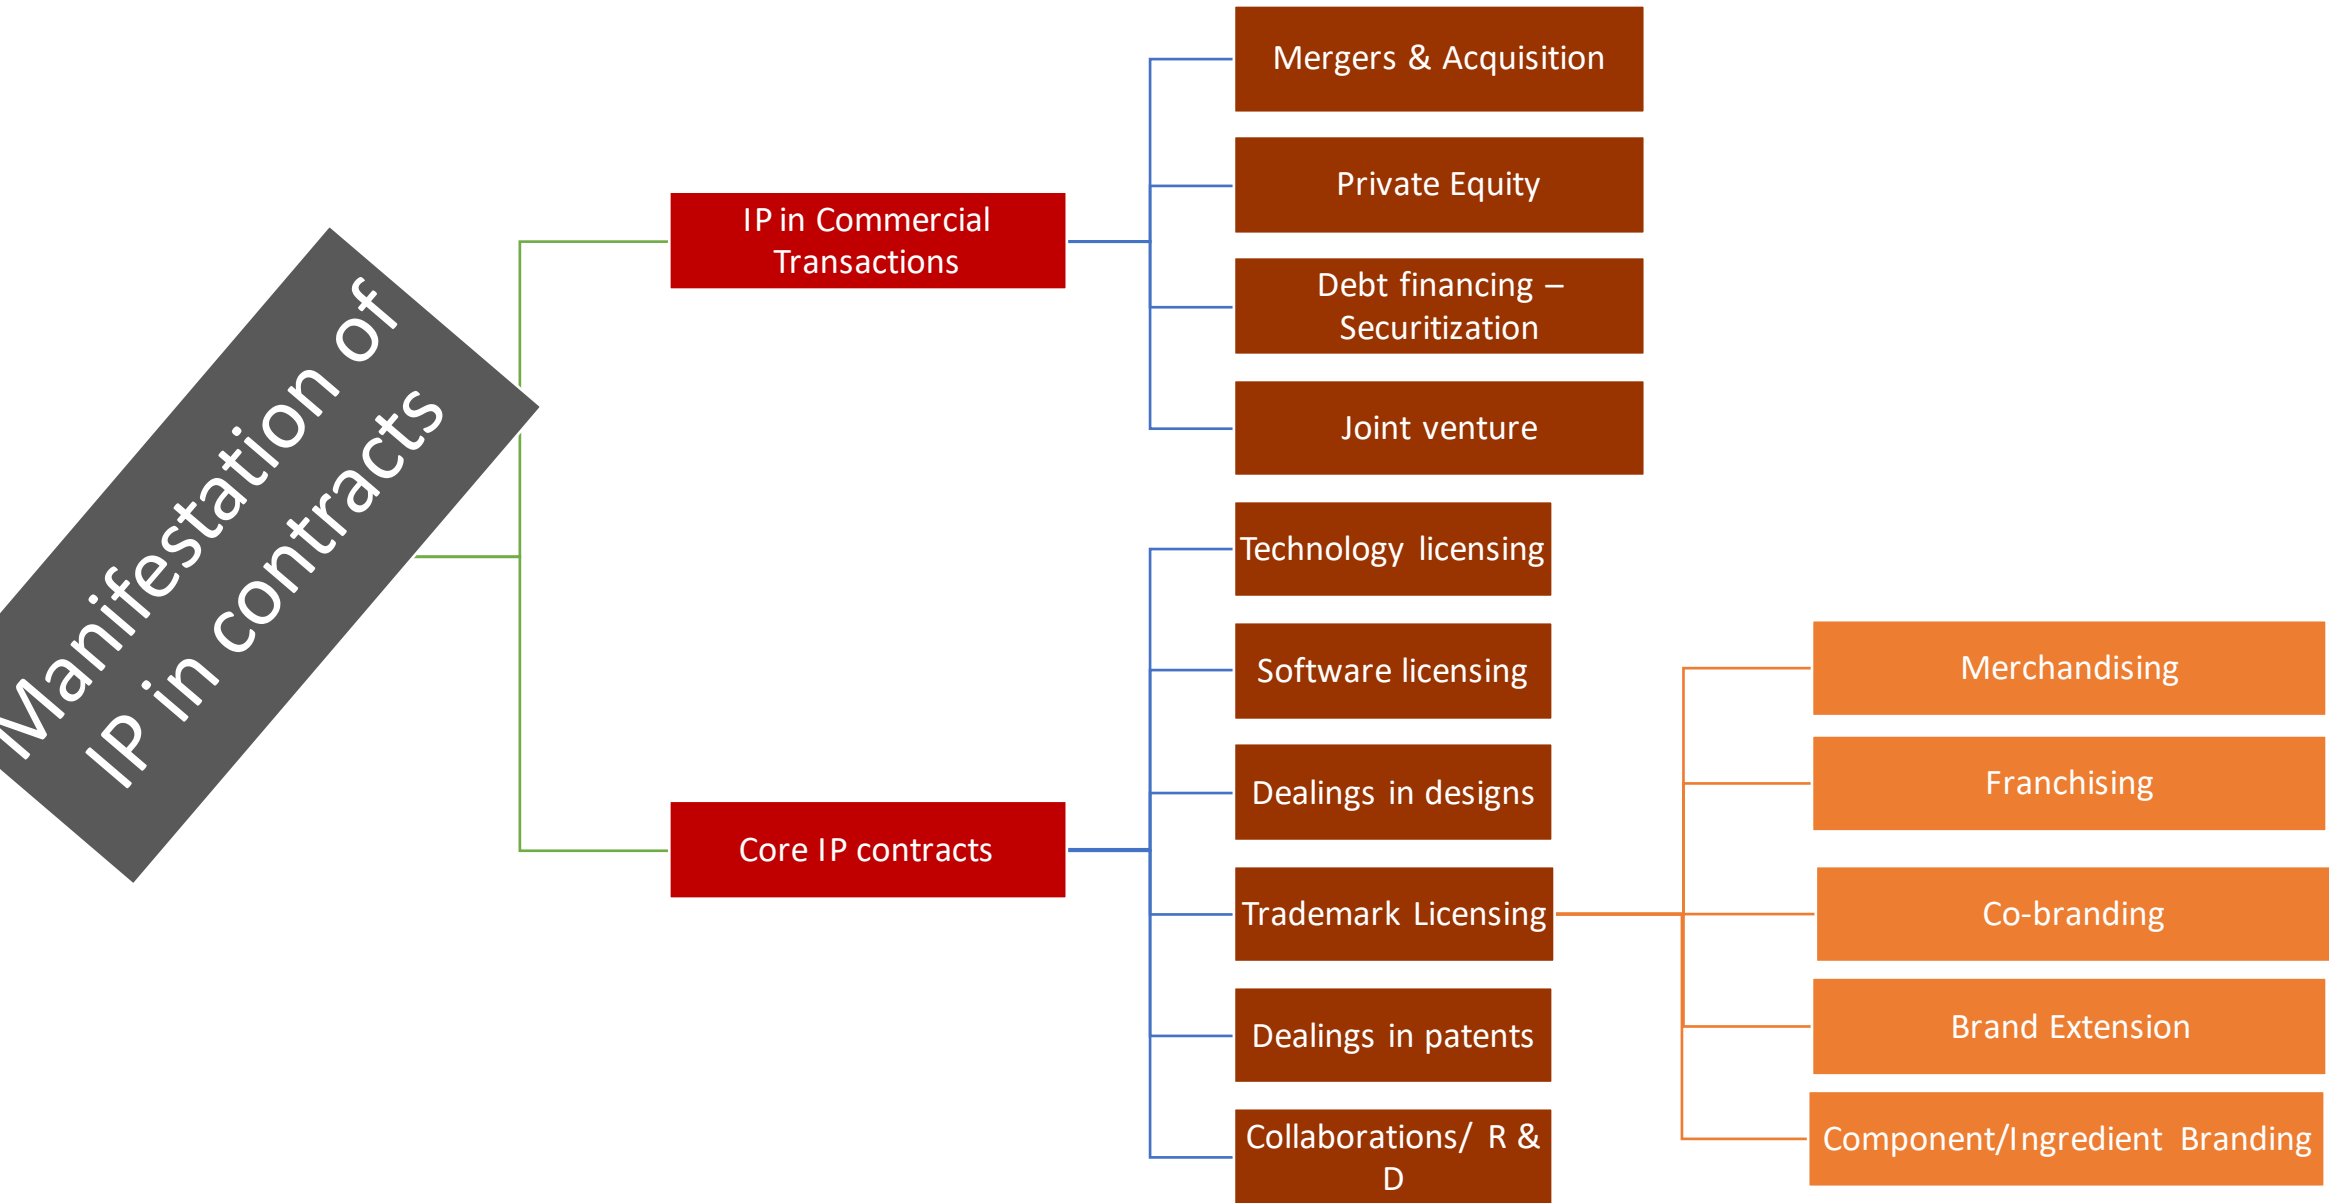 Manifestation of
IP in contracts
IP in Commercial
Transactions
Mergers & Acquisition
Private Equity
Debt financing –
Securitization
Joint venture
Core IP contracts
Technology licensing
Software licensing
Dealings in designs
Trademark Licensing
Merchandising
Franchising
Co-branding
Brand Extension
Component/Ingredient Branding
Dealings in patents
Collaborations/ R &
D